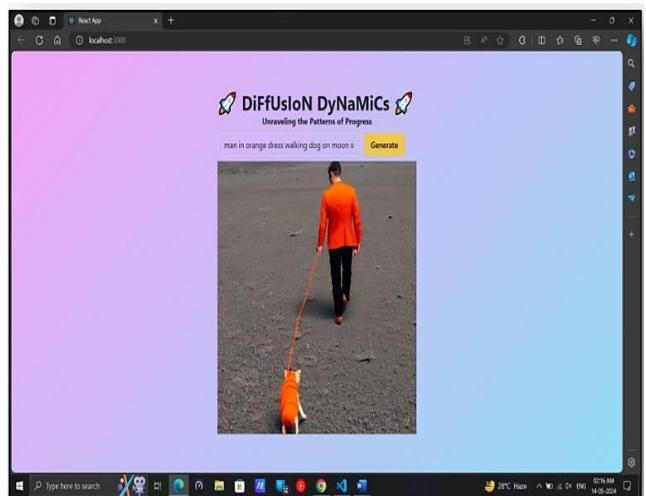 React App
localhost:3000
DiFfUsIoN DyNaMiCs
Unraveling the Patterns of Progress
man in orange dress walking dog on moon s
Generate
Type here to search
28°C Haze
ENG
02:15 AM
14-05-2024